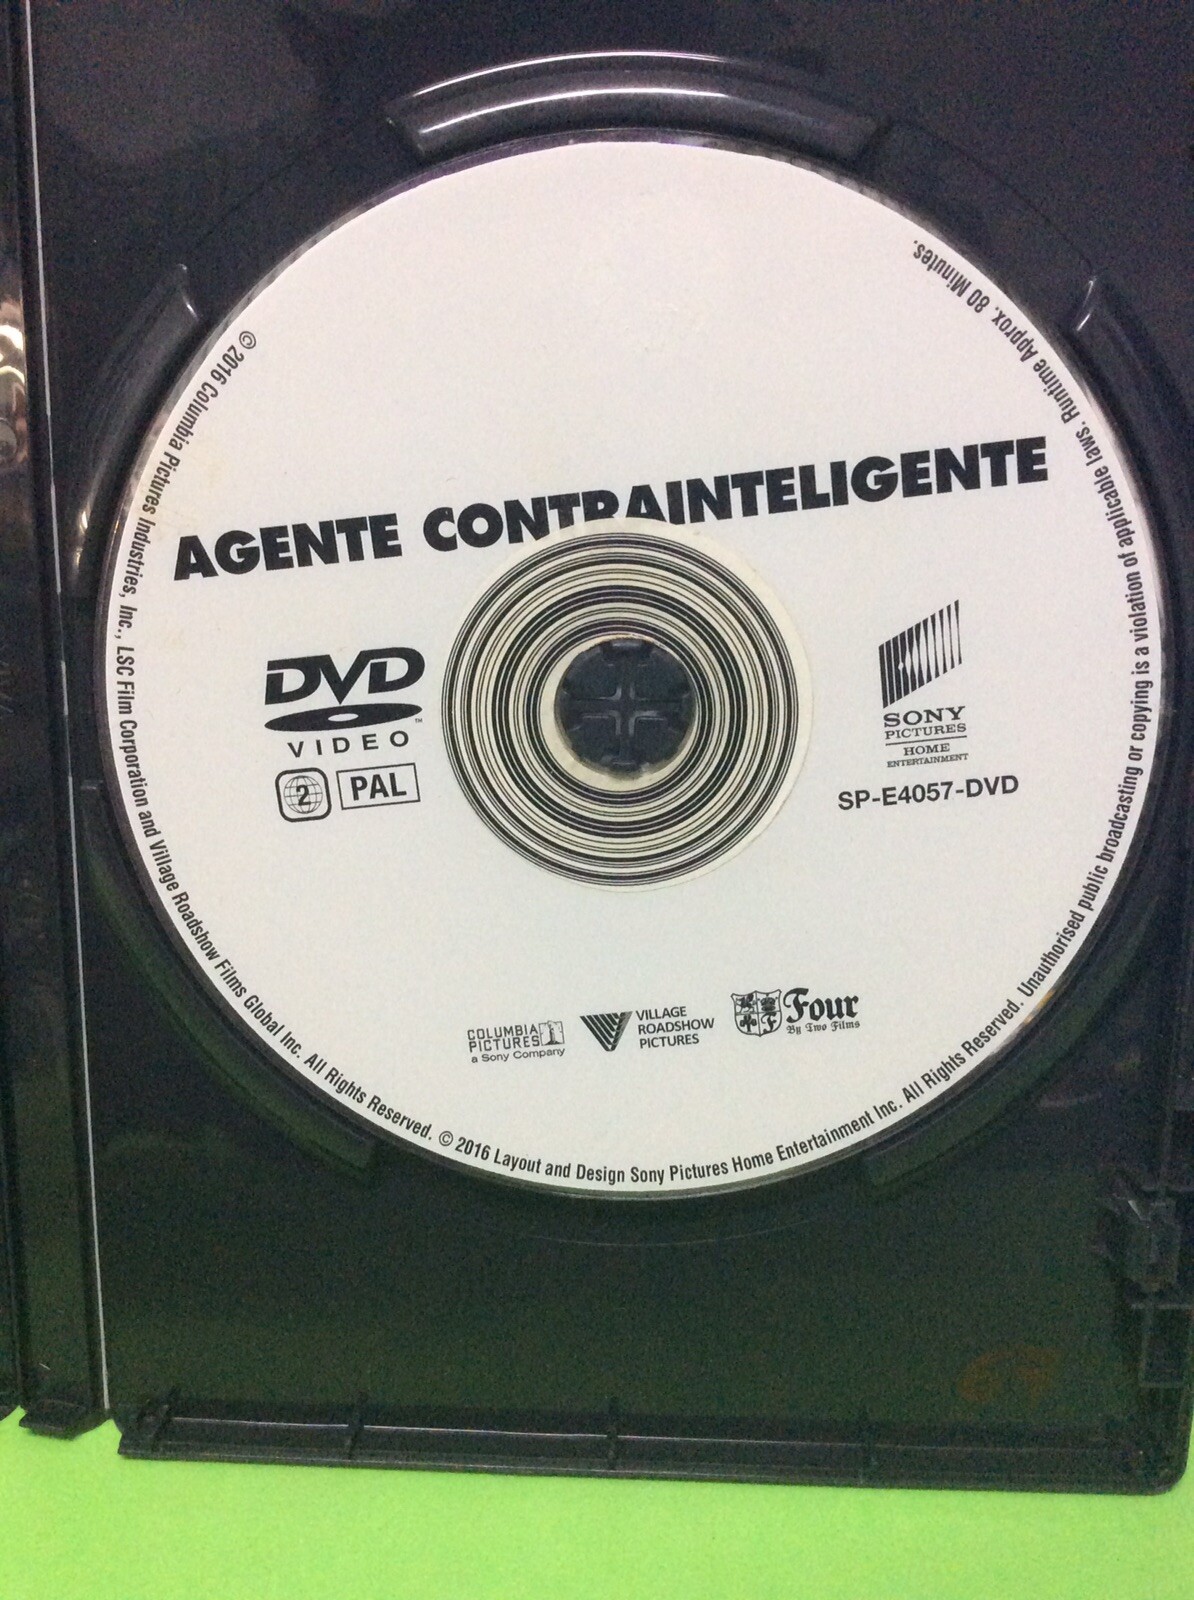 AGENTE CONTRAINTELIGENTE
DVD
™
VIDEO
2
PAL
SONY
PICTURES
HOME
ENTERTAINMENT
SP-E4057-DVD
COLUMBIA
PICTURES
a Sony Company
VILLAGE
ROADSHOW
PICTURES
Four
By Two Films
© 2016 Columbia Pictures Industries, Inc., LSC Film Corporation and Village Roadshow Films Global Inc. All Rights Reserved. © 2016 Layout and Design Sony Pictures Home Entertainment Inc. All Rights Reserved. Unauthorised public broadcasting or copying is a violation of applicable laws. Runtime Approx. 80 Minutes.